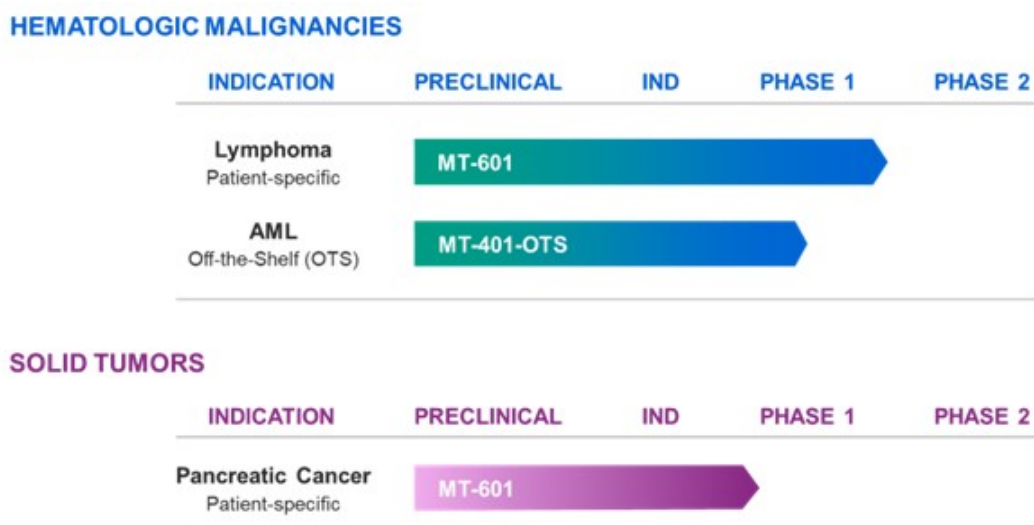 HEMATOLOGIC MALIGNANCIES
INDICATION PRECLINICAL IND PHASE 1 PHASE 2
Lymphoma
Patient-specific
MT-601
AML
Off-the-Shelf (OTS)
MT-401-OTS
SOLID TUMORS
INDICATION PRECLINICAL IND PHASE 1 PHASE 2
Pancreatic Cancer
Patient-specific
MT-601